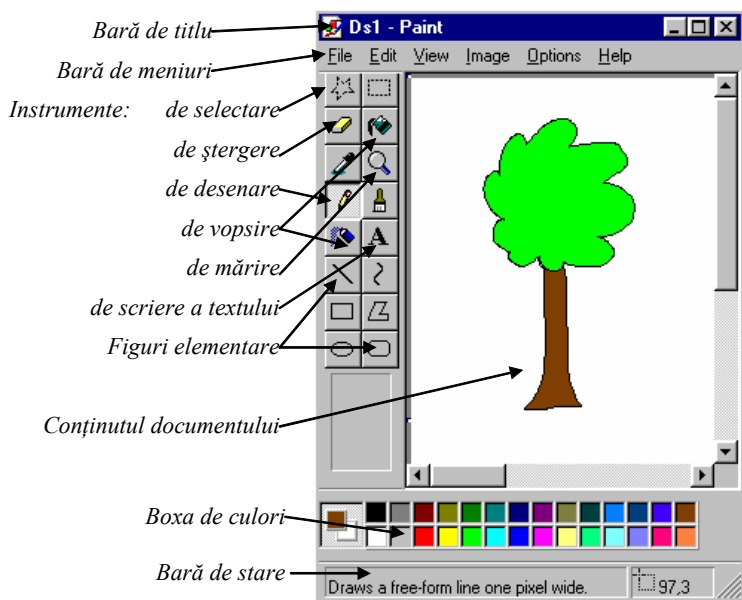 Bară de titlu
Ds1 - Paint
Bară de meniuri
File Edit View Image Options Help
Instrumente: de selectare
de ştergere
de desenare
de vopsire
de mărire
A
de scriere a textului
Figuri elementare
Conținutul documentului
Boxa de culori
Bară de stare
Draws a free-form line one pixel wide. 97,3